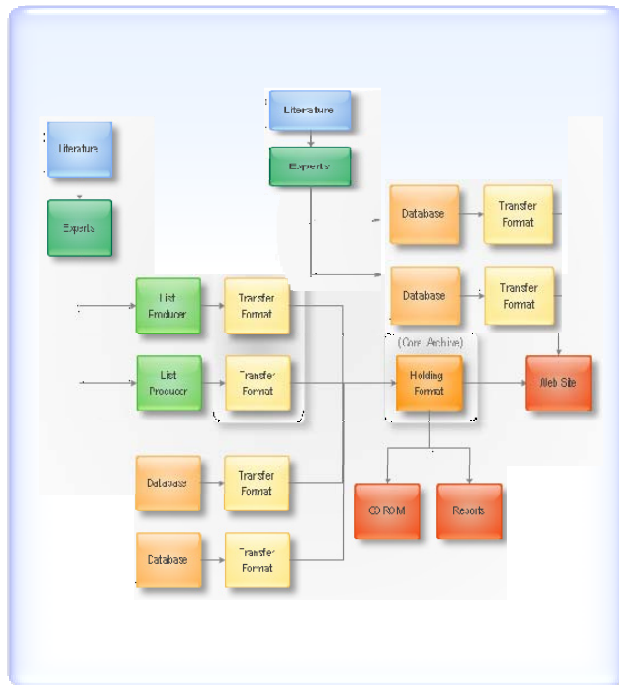 Literature
Experts
Literature
Experts
Database
Transfer
Format
Database
Transfer
Format
List
Producer
Transfer
Format
(Core Archive)
List
Producer
Transfer
Format
Holding
Format
Web Site
Database
Transfer
Format
CD ROM
Reports
Database
Transfer
Format